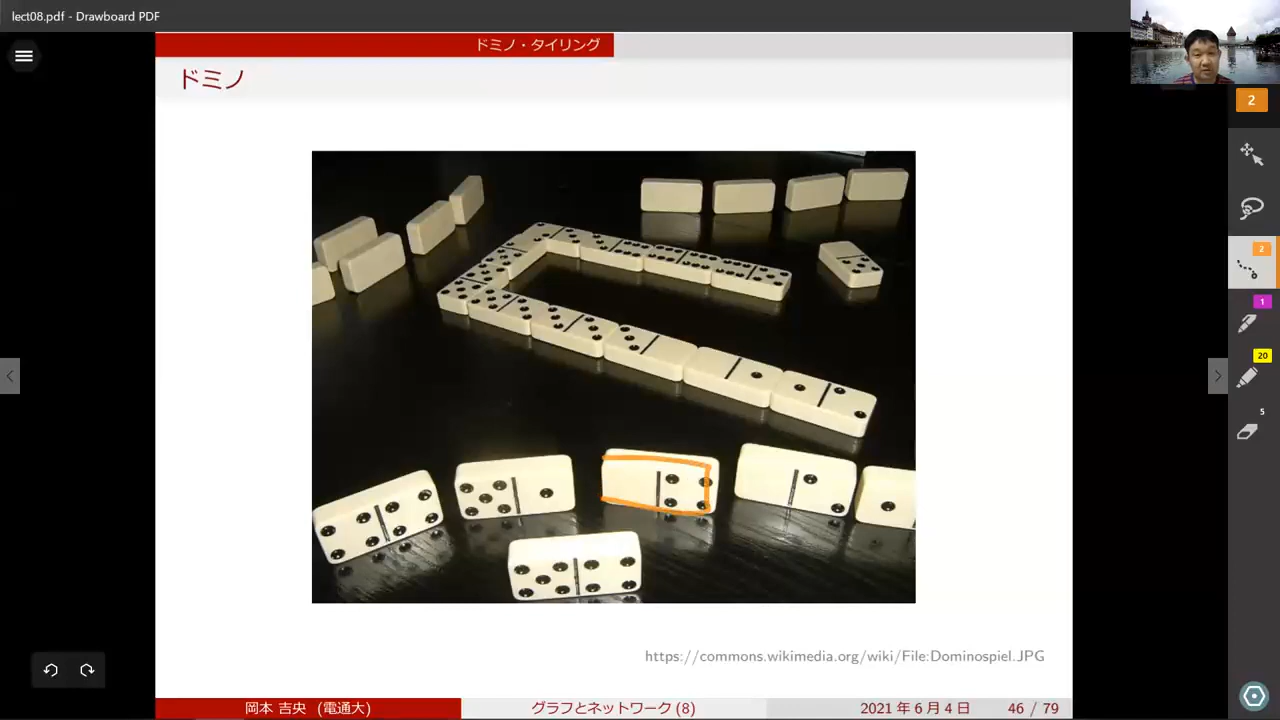 lect08.pdf - Drawboard PDF
ドミノ・タイリング
ドミノ
2
2
1
20
5
https://commons.wikimedia.org/wiki/File:Dominospiel.JPG
岡本 吉央 (電通大)
グラフとネットワーク (8)
2021 年 6 月 4 日
46 / 79